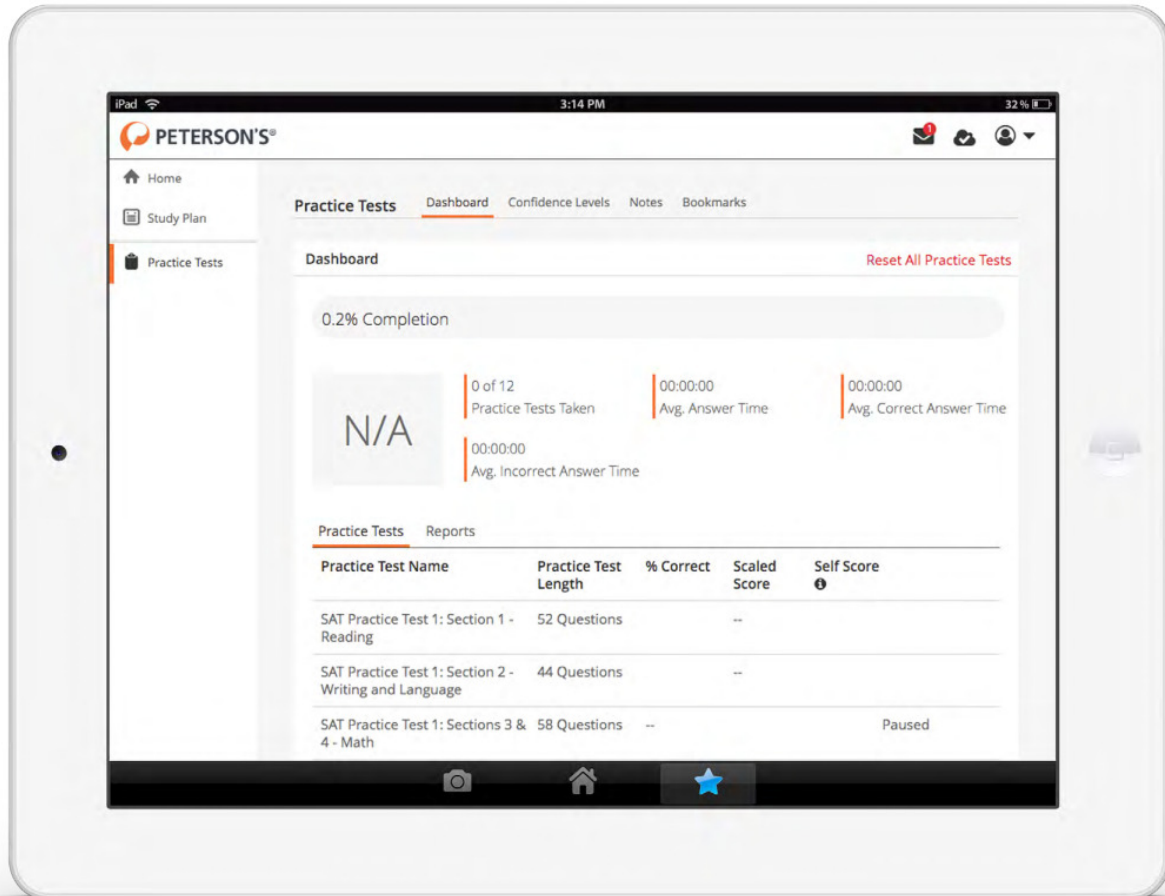 iPad
3:14 PM
32 %
PETERSON'S®
1
Home
Study Plan
Practice Tests
Practice Tests
Dashboard
Confidence Levels
Notes
Bookmarks
Dashboard
Reset All Practice Tests
0.2% Completion
N/A
0 of 12
Practice Tests Taken
00:00:00
Avg. Answer Time
00:00:00
Avg. Correct Answer Time
00:00:00
Avg. Incorrect Answer Time
Practice Tests
Reports
Practice Test Name
Practice Test
Length
% Correct
Scaled
Score
Self Score
SAT Practice Test 1: Section 1 -
Reading
52 Questions
--
SAT Practice Test 1: Section 2 -
Writing and Language
44 Questions
--
SAT Practice Test 1: Sections 3 &
4 - Math
58 Questions
--
Paused